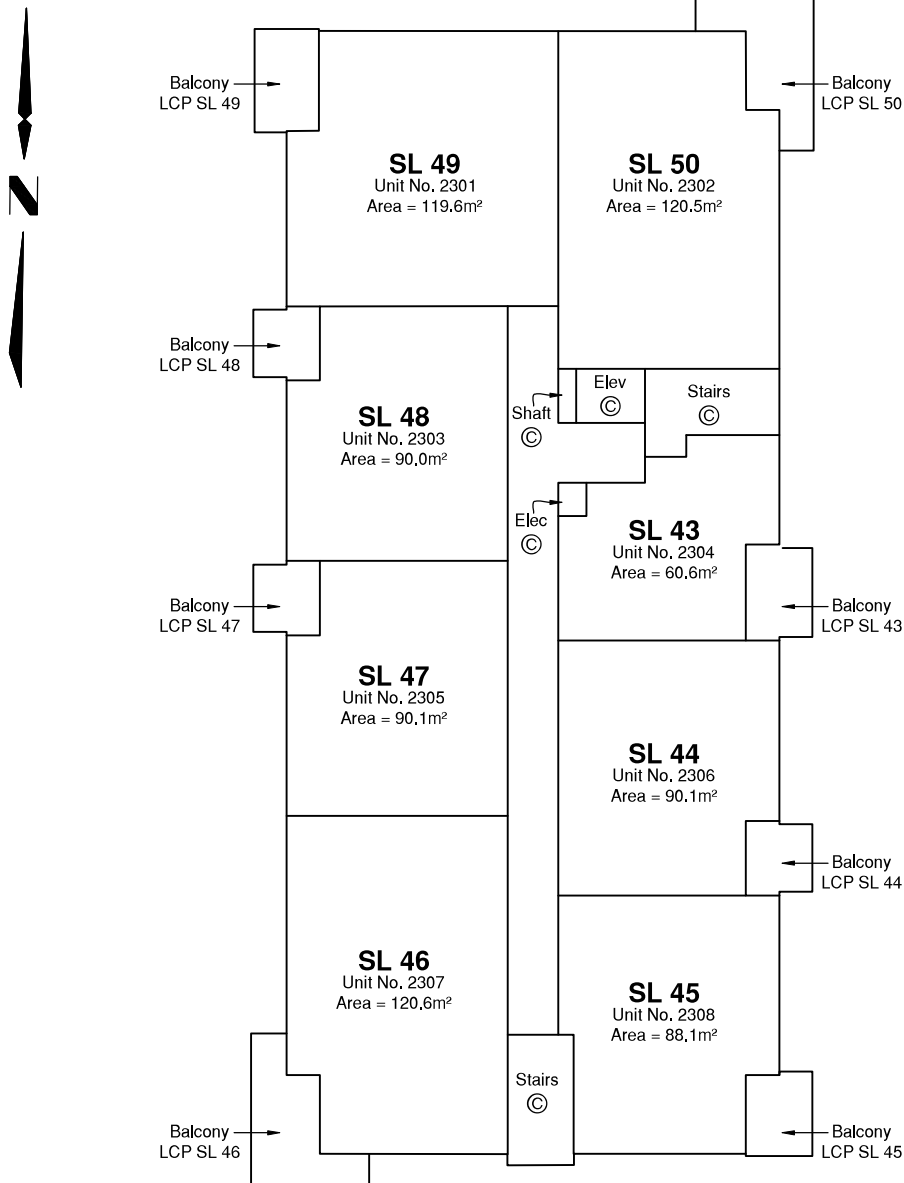 Balcony
LCP SL 49
Balcony
LCP SL 50
N
SL 49
Unit No. 2301
Area = 119.6m²
SL 50
Unit No. 2302
Area = 120.5m²
Balcony
LCP SL 48
Elev
©
Stairs
©
Shaft
©
SL 48
Unit No. 2303
Area = 90.0m²
Elec
©
SL 43
Unit No. 2304
Area = 60.6m²
Balcony
LCP SL 47
Balcony
LCP SL 43
SL 47
Unit No. 2305
Area = 90.1m²
SL 44
Unit No. 2306
Area = 90.1m²
Balcony
LCP SL 44
SL 46
Unit No. 2307
Area = 120.6m²
SL 45
Unit No. 2308
Area = 88.1m²
Stairs
©
Balcony
LCP SL 46
Balcony
LCP SL 45